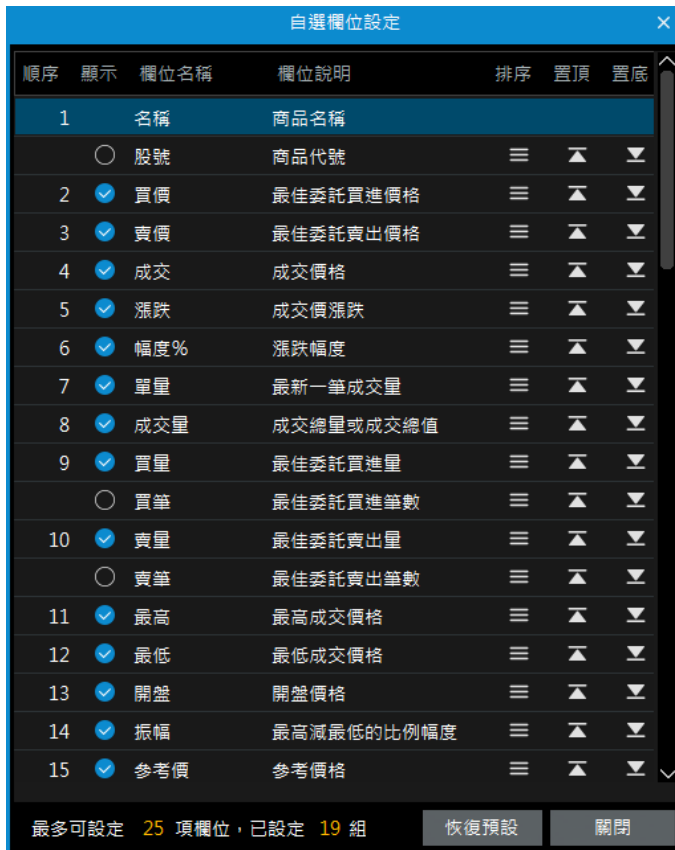 自選欄位設定
順序 顯示 欄位名稱 欄位說明 排序 置頂 置底
1 名稱 商品名稱
股號 商品代號
2 買價 最佳委託買進價格
3 賣價 最佳委託賣出價格
4 成交 成交價格
5 漲跌 成交價漲跌
6 幅度% 漲跌幅度
7 單量 最新一筆成交量
8 成交量 成交總量或成交總值
9 買量 最佳委託買進量
買筆 最佳委託買進筆數
10 賣量 最佳委託賣出量
賣筆 最佳委託賣出筆數
11 最高 最高成交價格
12 最低 最低成交價格
13 開盤 開盤價格
14 振幅 最高減最低的比例幅度
15 參考價 參考價格
最多可設定 25 項欄位，已設定 19 組 恢復預設 關閉